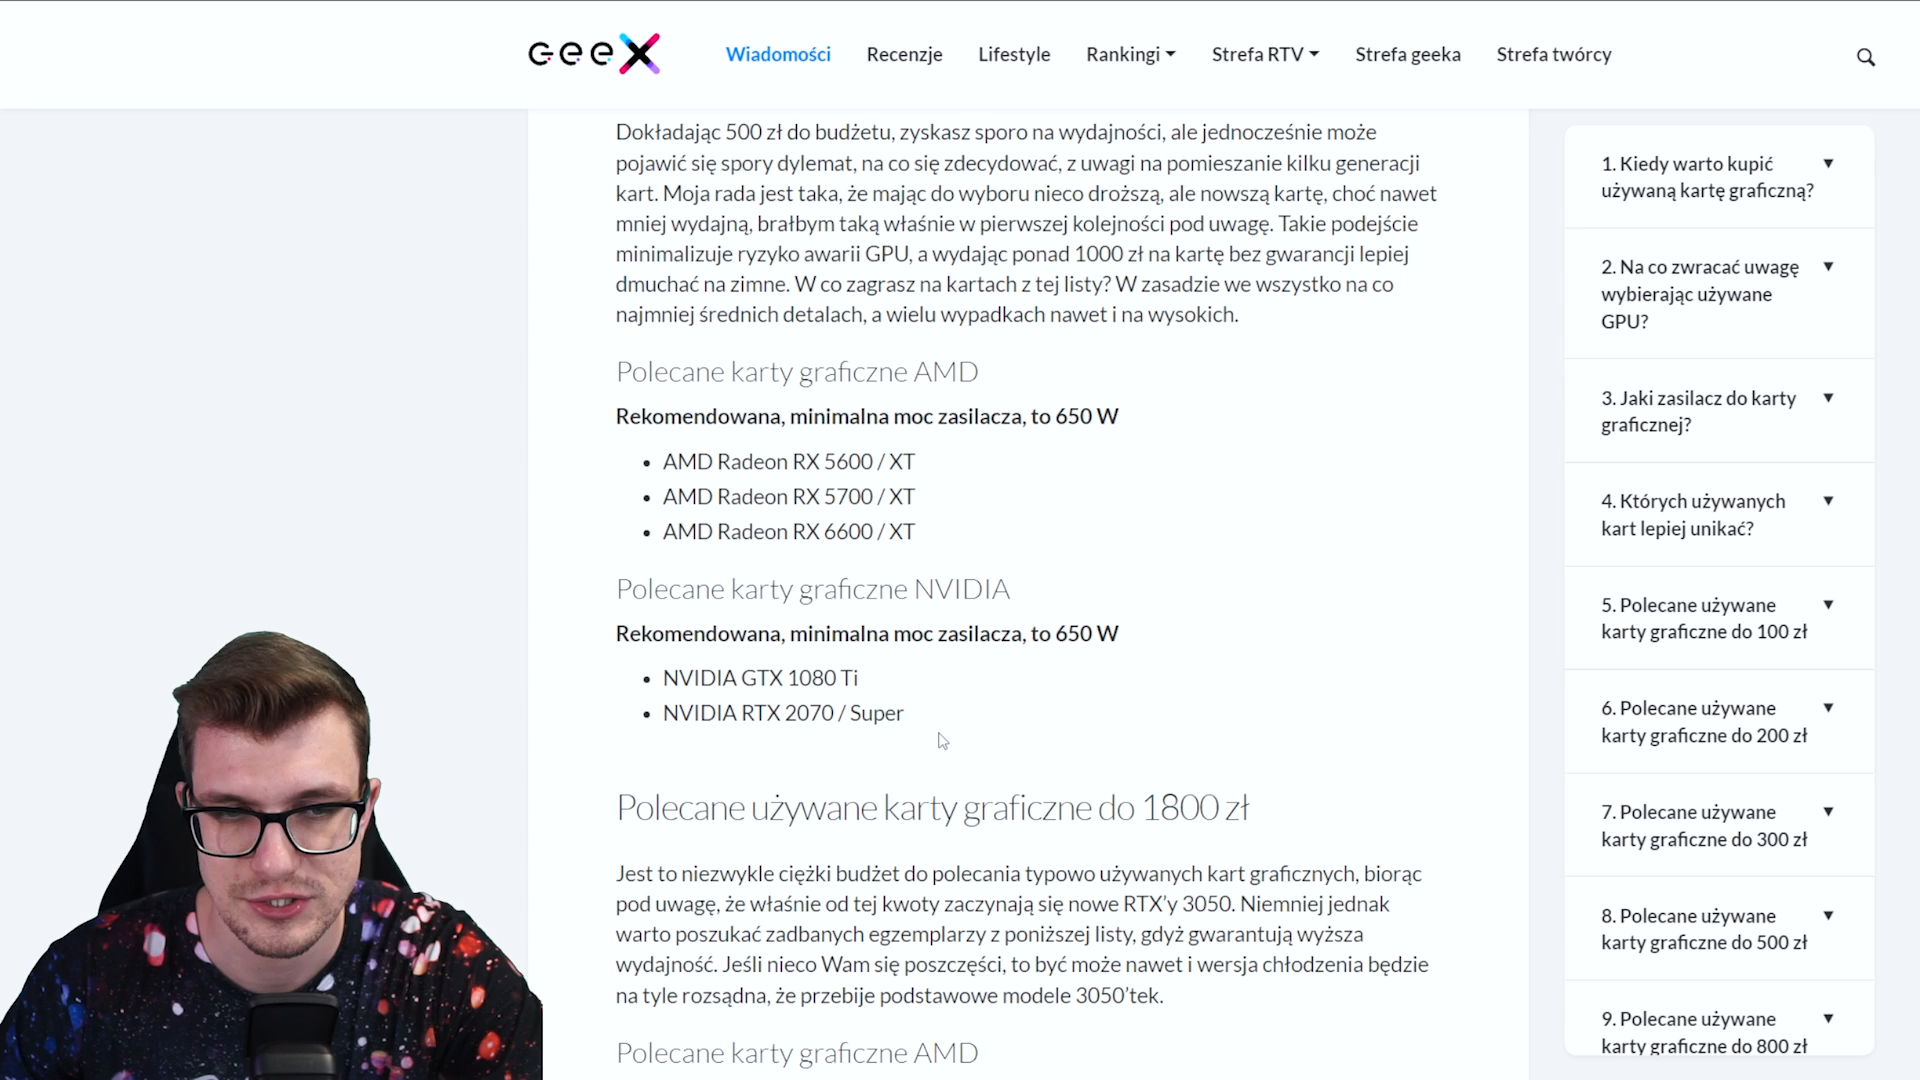 GeeX
Wiadomości Recenzje Lifestyle Rankingi Strefa RTV Strefa geeka Strefa twórcy
Dokładając 500 zł do budżetu, zyskasz sporo na wydajności, ale jednocześnie może
pojawić się spory dylemat, na co się zdecydować, z uwagi na pomieszanie kilku generacji
kart. Moja rada jest taka, że mając do wyboru nieco droższą, ale nowszą kartę, choć nawet
mniej wydajną, brałbym taką właśnie w pierwszej kolejności pod uwagę. Takie podejście
minimalizuje ryzyko awarii GPU, a wydając ponad 1000 zł na kartę bez gwarancji lepiej
dmuchać na zimne. W co zagrasz na kartach z tej listy? W zasadzie we wszystko na co
najmniej średnich detalach, a wielu wypadkach nawet i na wysokich.
Polecane karty graficzne AMD
Rekomendowana, minimalna moc zasilacza, to 650 W
AMD Radeon RX 5600 / XT
AMD Radeon RX 5700 / XT
AMD Radeon RX 6600 / XT
Polecane karty graficzne NVIDIA
Rekomendowana, minimalna moc zasilacza, to 650 W
NVIDIA GTX 1080 Ti
NVIDIA RTX 2070 / Super
Polecane używane karty graficzne do 1800 zł
Jest to niezwykle ciężki budżet do polecania typowo używanych kart graficznych, biorąc
pod uwagę, że właśnie od tej kwoty zaczynają się nowe RTX'y 3050. Niemniej jednak
warto poszukać zadbanych egzemplarzy z poniższej listy, gdyż gwarantują wyższa
wydajność. Jeśli nieco Wam się poszczęści, to być może nawet i wersja chłodzenia będzie
na tyle rozsądna, że przebije podstawowe modele 3050'tek.
Polecane karty graficzne AMD
1. Kiedy warto kupić
używaną kartę graficzną?
2. Na co zwracać uwagę
wybierając używane
GPU?
3. Jaki zasilacz do karty
graficznej?
4. Których używanych
kart lepiej unikać?
5. Polecane używane
karty graficzne do 100 zł
6. Polecane używane
karty graficzne do 200 zł
7. Polecane używane
karty graficzne do 300 zł
8. Polecane używane
karty graficzne do 500 zł
9. Polecane używane
karty graficzne do 800 zł